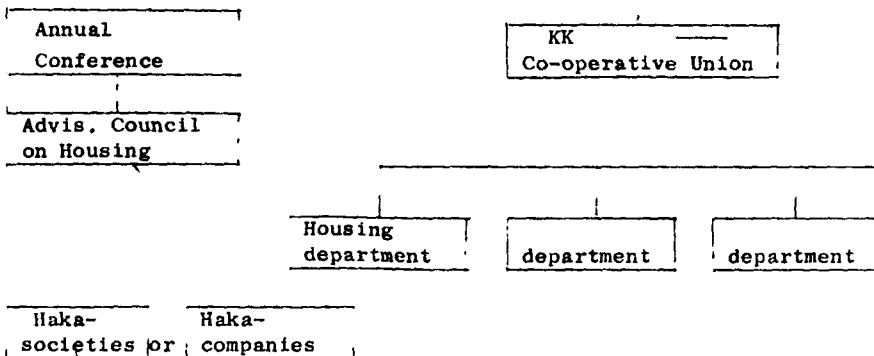 Annual
Conference
KK
Co-operative Union
Advis. Council
on Housing
Housing
department
department
department
Haka-
societies or
Haka-
companies